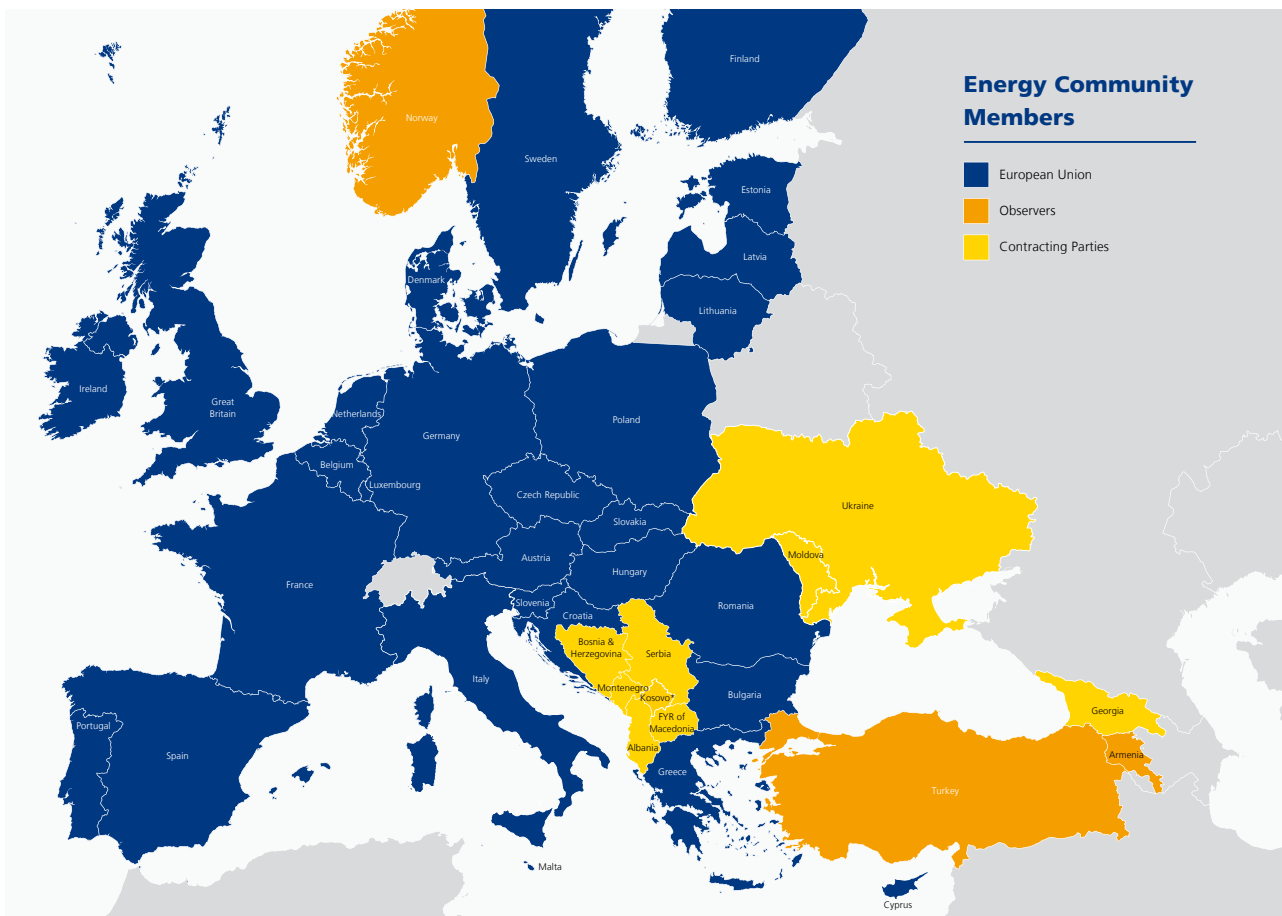 Energy Community
Members
European Union
Observers
Contracting Parties
Finland
Norway
Sweden
Estonia
Latvia
Denmark
Lithuania
Ireland
Great
Britain
Netherlands
Poland
Germany
Belgium
Luxembourg
Czech Republic
Ukraine
Slovakia
Moldova
Austria
Hungary
France
Slovenia
Romania
Croatia
Bosnia &
Herzegovina
Serbia
Italy
Montenegro
Kosovo*
Bulgaria
Georgia
Portugal
FYR of
Macedonia
Spain
Albania
Armenia
Greece
Turkey
Malta
Cyprus